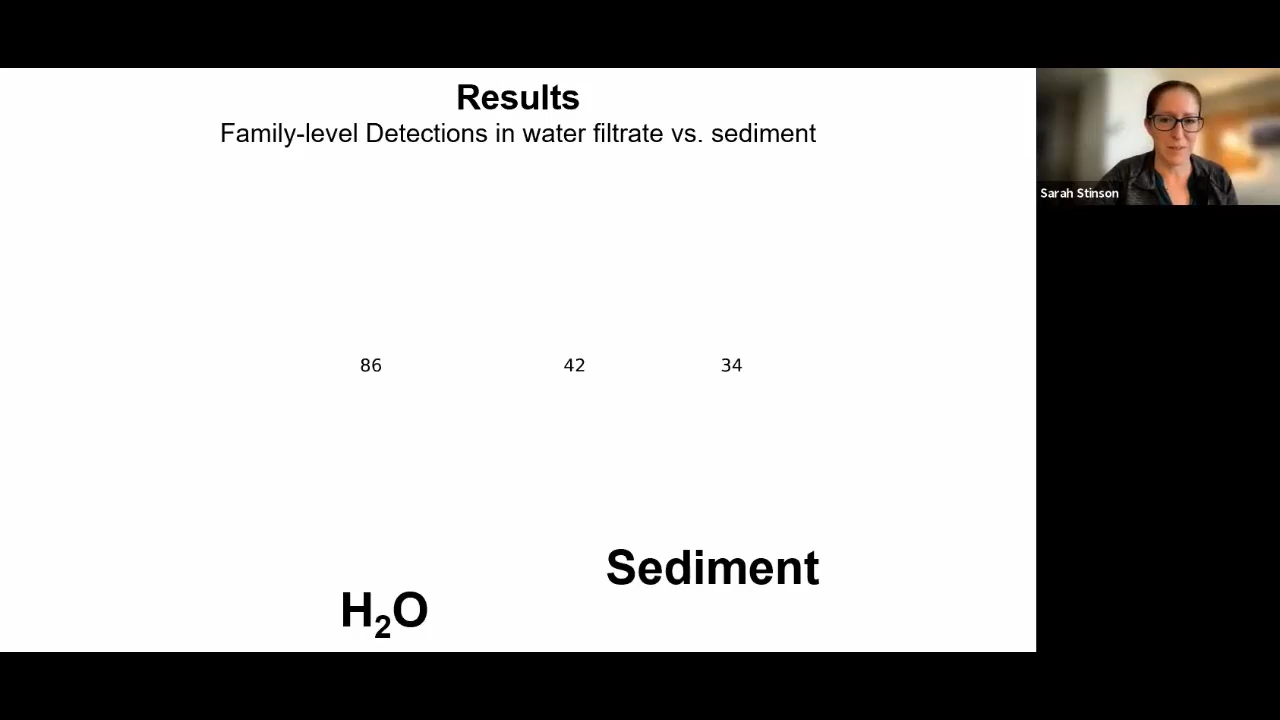 Results
Family-level Detections in water filtrate vs. sediment
Sarah Stinson
86 42 34
Sediment
H₂O